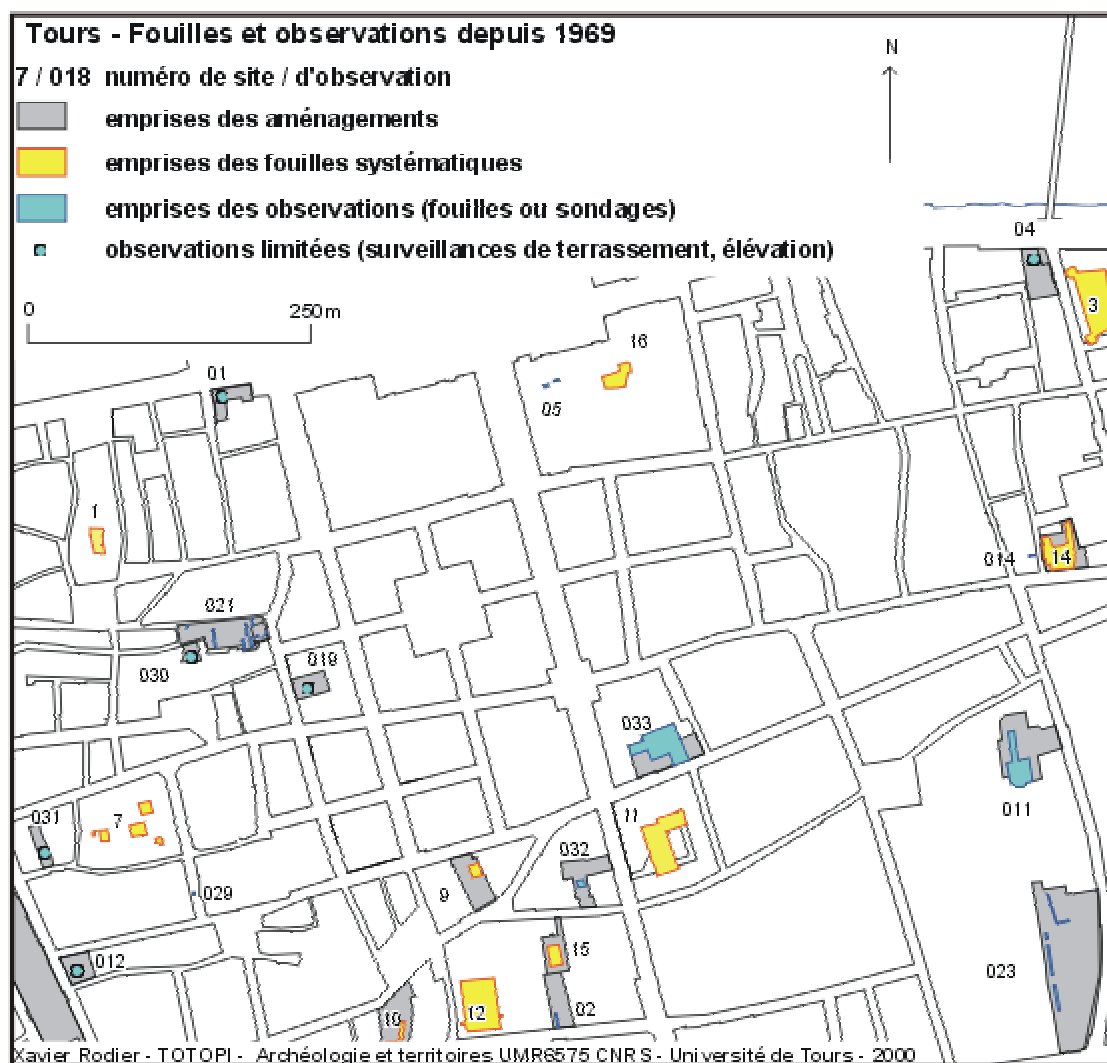 Tours - Fouilles et observations depuis 1969
7 / 018 numéro de site / d'observation
emprises des aménagements
emprises des fouilles systématiques
emprises des observations (fouilles ou sondages)
observations limitées (surveillances de terrassement, élévation)
N
04
0 250m
3
16
01
05
1
014
14
021
019
030
033
011
031
7
11
032
9
029
15
012
023
02
12
10
Xavier Rodier - TOTOPI - Archéologie et territoires UMR6575 CNRS - Université de Tours - 2000